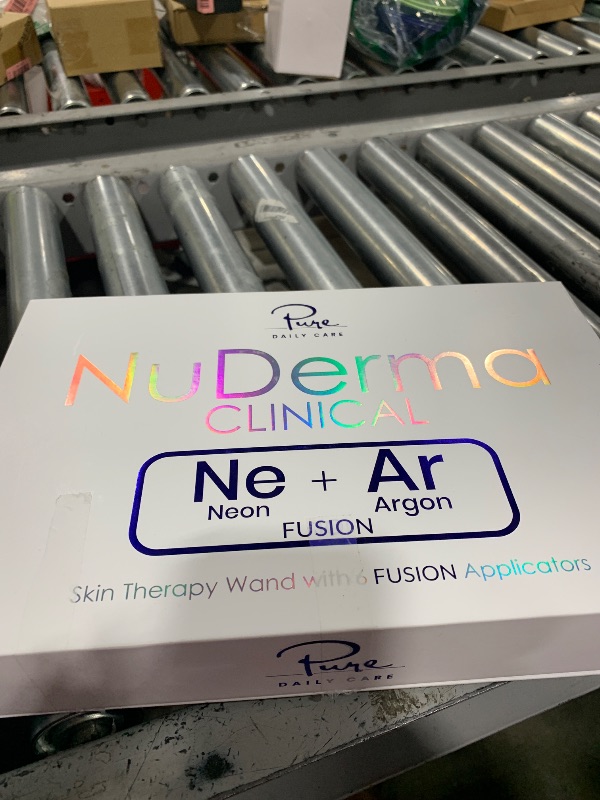 Pure
DAILY CARE
NuDerma
CLINICAL
Ne + Ar
Neon Argon
FUSION
Skin Therapy Wand with 6 FUSION Applicators
Pure
DAILY CARE